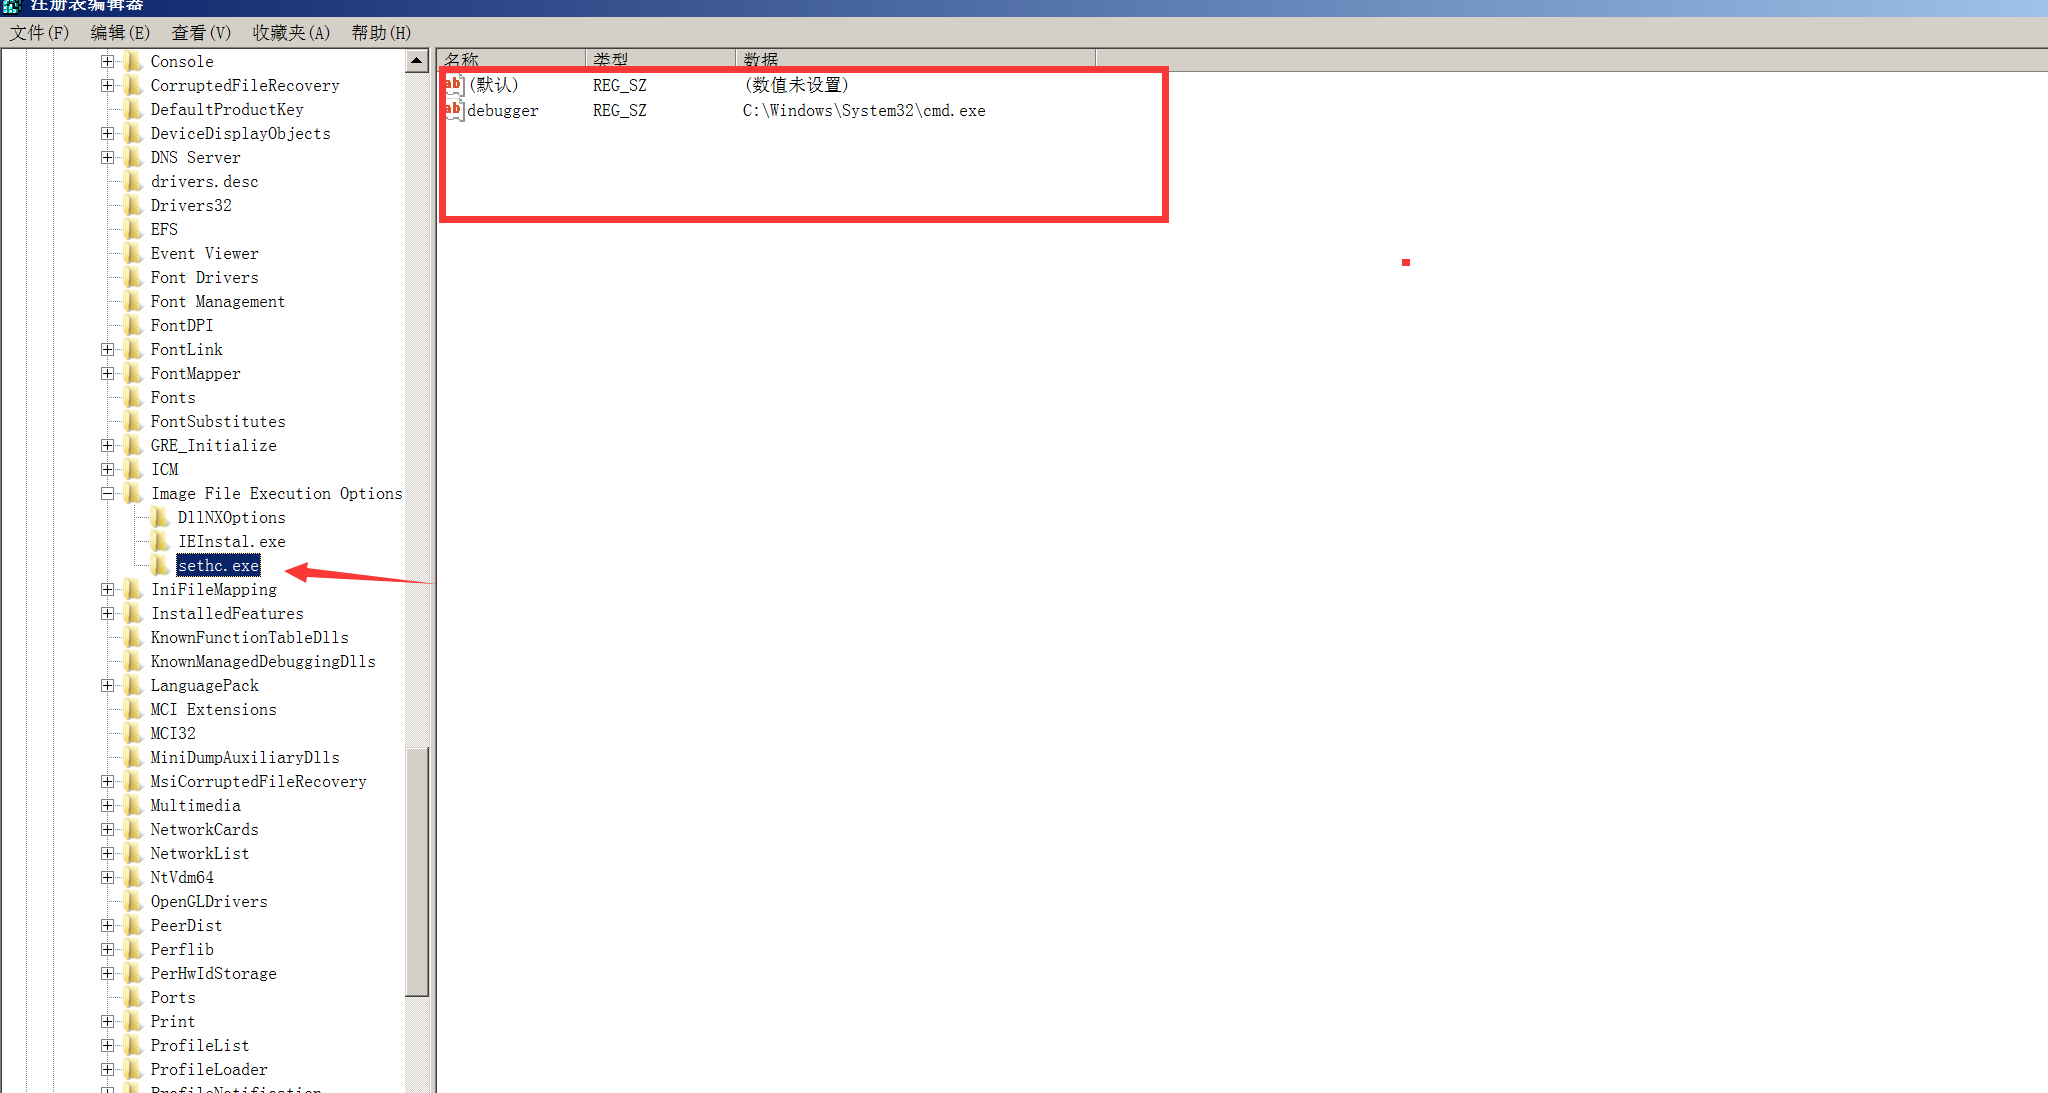 注册表编辑器
文件(F) 编辑(E) 查看(V) 收藏夹(A) 帮助(H)
名称 类型 数据
(默认) REG_SZ (数值未设置)
debugger REG_SZ C:\Windows\System32\cmd.exe
Console
CorruptedFileRecovery
DefaultProductKey
DeviceDisplayObjects
DNS Server
drivers.desc
Drivers32
EFS
Event Viewer
Font Drivers
Font Management
FontDPI
FontLink
FontMapper
Fonts
FontSubstitutes
GRE_Initialize
ICM
Image File Execution Options
DllNXOptions
IEInstal.exe
sethc.exe
IniFileMapping
InstalledFeatures
KnownFunctionTableDlls
KnownManagedDebuggingDlls
LanguagePack
MCI Extensions
MCI32
MiniDumpAuxiliaryDlls
MsiCorruptedFileRecovery
Multimedia
NetworkCards
NetworkList
NtVdm64
OpenGLDrivers
PeerDist
Perflib
PerHwIdStorage
Ports
Print
ProfileList
ProfileLoader
ProfileNotification